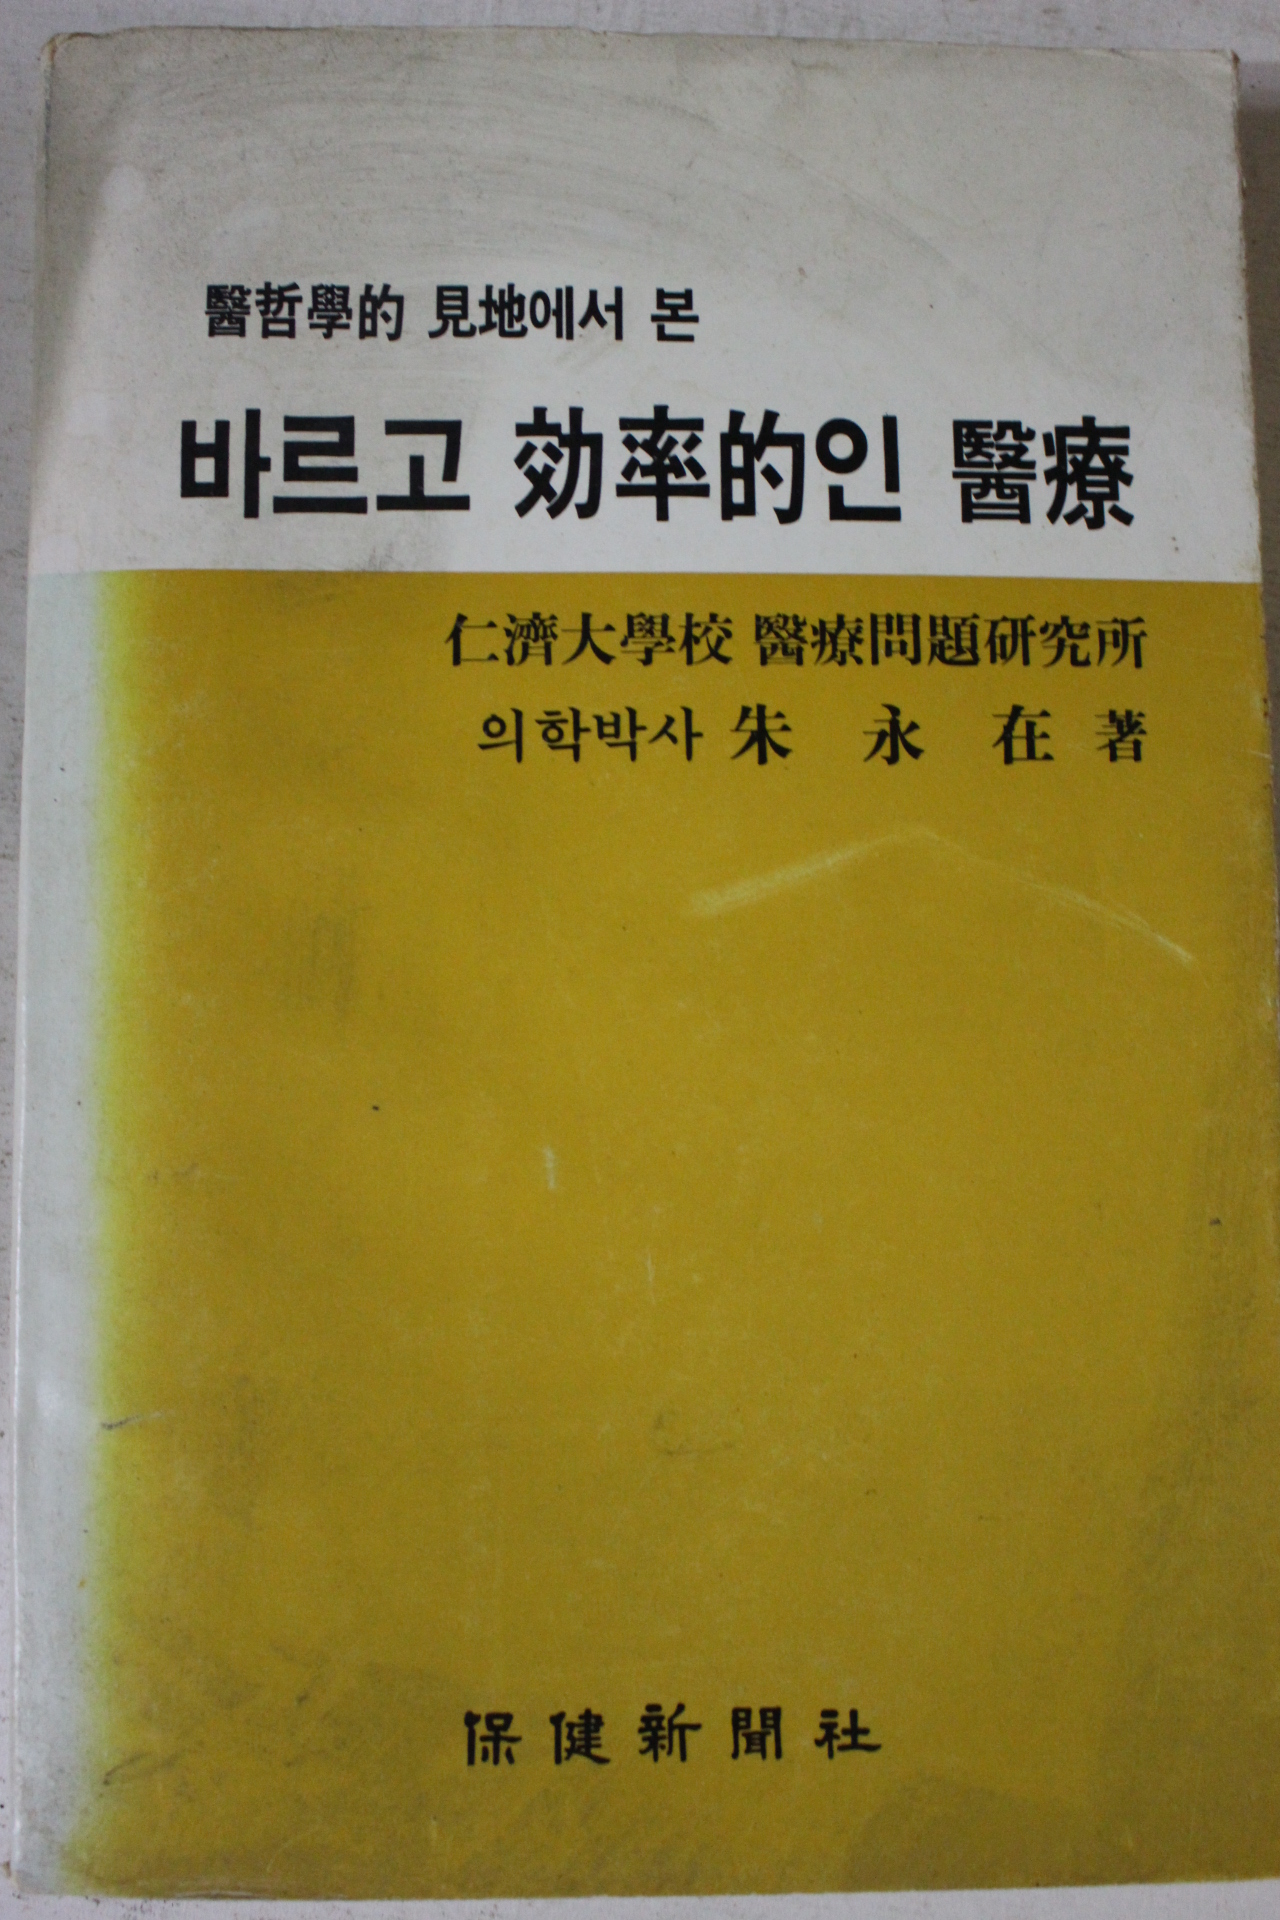 醫哲學的 見地에서 본
바르고 効率的인 醫療
仁濟大學校 醫療問題硏究所
의학박사 朱 永 在 著
保健新聞社